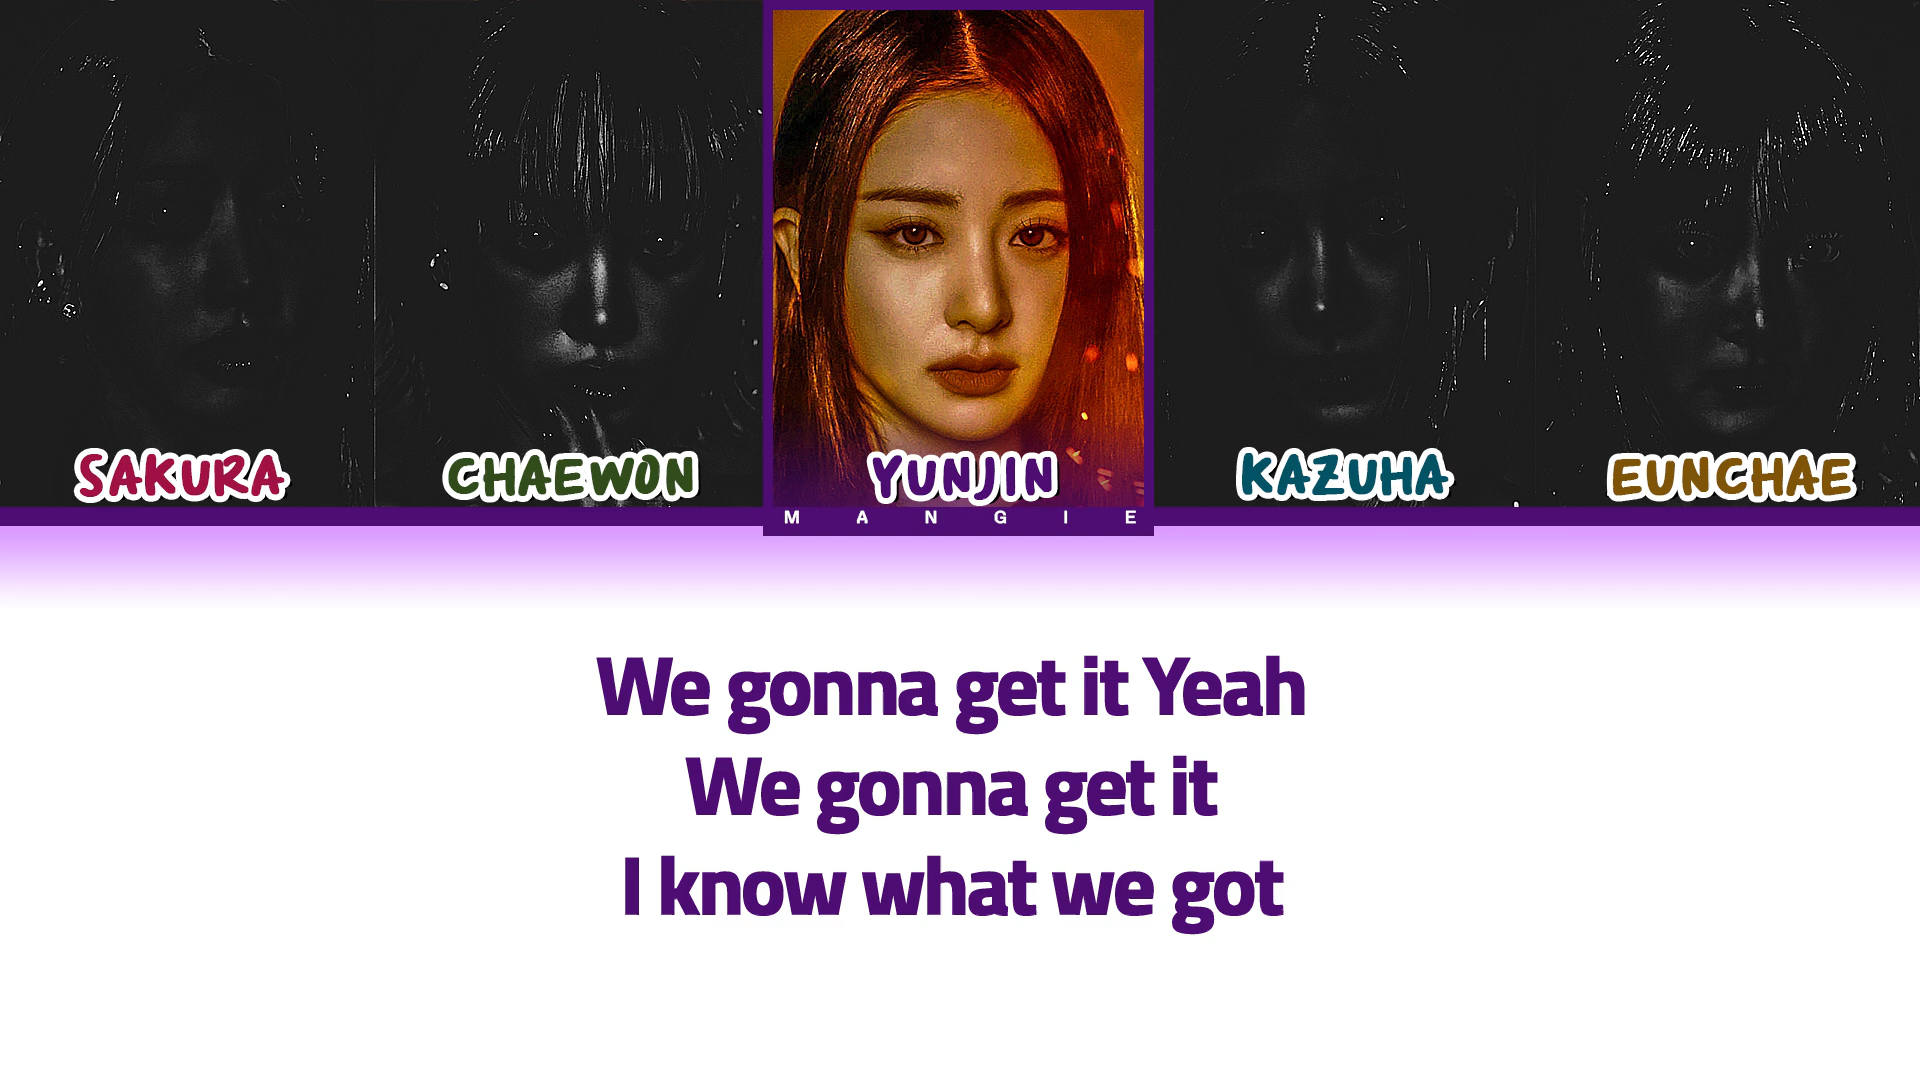 SAKURA CHAEWON YUNJIN KAZUHA EUNCHAE
M A N G I E
We gonna get it Yeah
We gonna get it
I know what we got